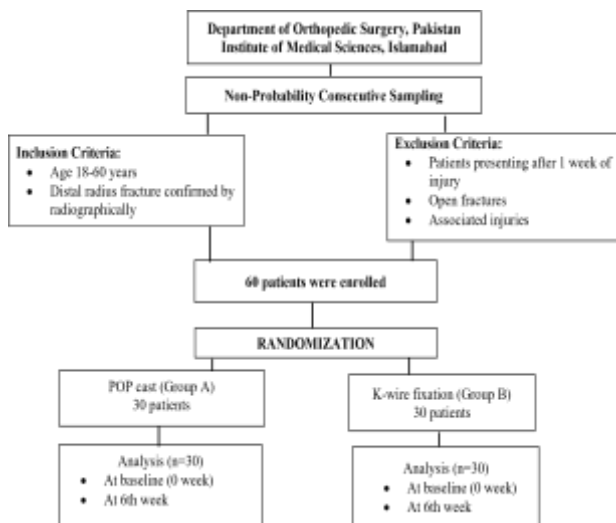 Department of Orthopedic Surgery, Pakistan
Institute of Medical Sciences, Islamabad
Non-Probability Consecutive Sampling
Inclusion Criteria:
• Age 18-60 years
• Distal radius fracture confirmed by
radiographically
Exclusion Criteria:
• Patients presenting after 1 week of
injury
• Open fractures
• Associated injuries
60 patients were enrolled
RANDOMIZATION
POP cast (Group A)
30 patients
K-wire fixation (Group B)
30 patients
Analysis (n=30)
• At baseline (0 week)
• At 6th week
Analysis (n=30)
• At baseline (0 week)
• At 6th week